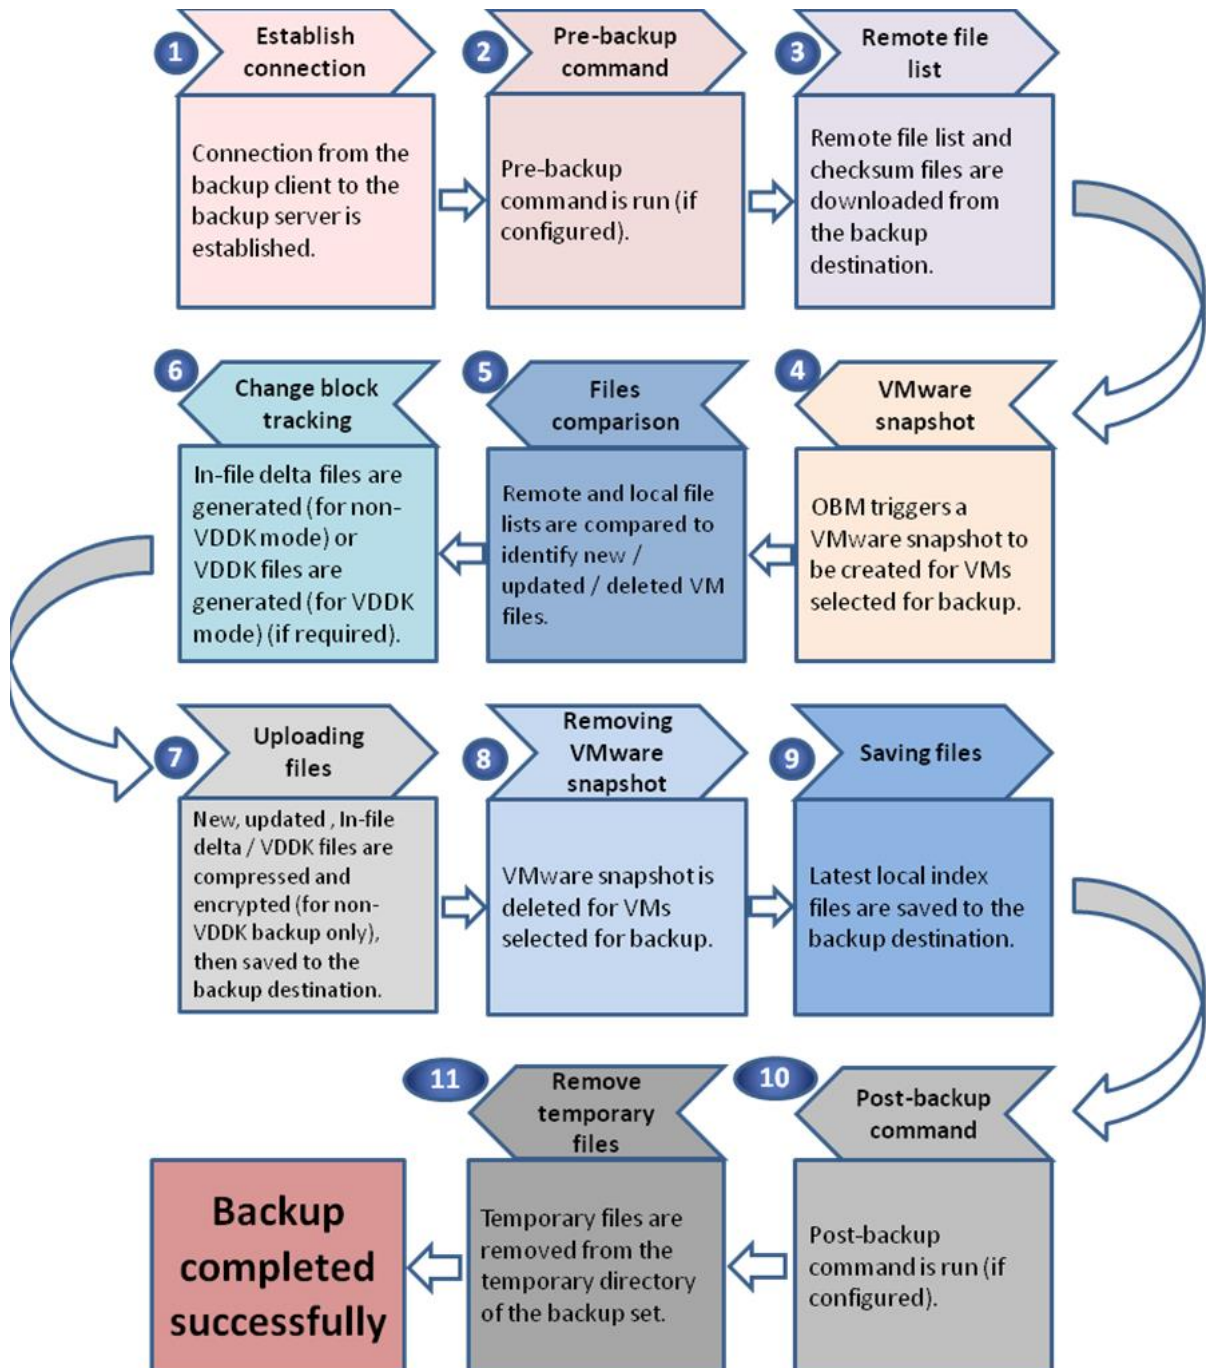 1
Establish
connection
Connection from the
backup client to the
backup server is
established.
2
Pre-backup
command
Pre-backup
command is run (if
configured).
3
Remote file
list
Remote file list and
checksum files are
downloaded from
the backup
destination.
4
VMware
snapshot
OBM triggers a
VMware snapshot to
be created for VMs
selected for backup.
5
Files
comparison
Remote and local file
lists are compared to
identify new /
updated / deleted VM
files.
6
Change block
tracking
In-file delta files are
generated (for non-
VDDK mode) or
VDDK files are
generated (for VDDK
mode) (if required).
7
Uploading
files
New, updated , In-file
delta / VDDK files are
compressed and
encrypted (for non-
VDDK backup only),
then saved to the
backup destination.
8
Removing
VMware
snapshot
VMware snapshot is
deleted for VMs
selected for backup.
9
Saving files
Latest local index
files are saved to the
backup destination.
10
Post-backup
command
Post-backup
command is run (if
configured).
11
Remove
temporary
files
Temporary files are
removed from the
temporary directory
of the backup set.
Backup
completed
successfully